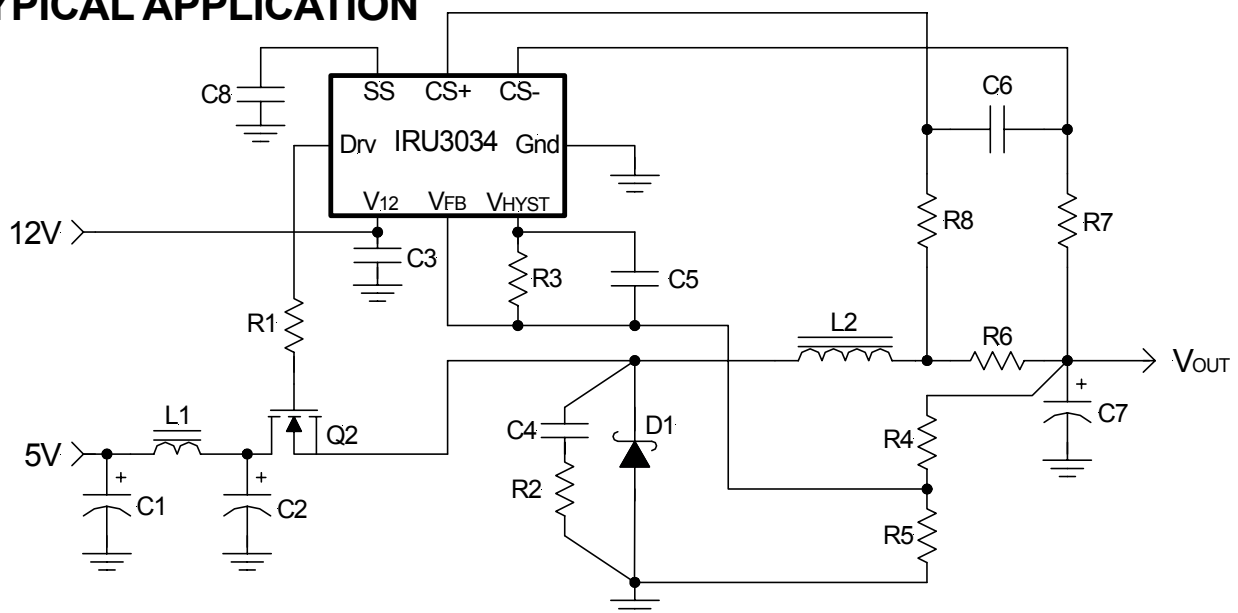 YPICAL APPLICATION
C8
SS CS+ CS-
C6
Drv IRU3034 Gnd
V12 VFB VHYST
R8 R7
12V
C3
R3 C5
R1
L2
R6
VOUT
+
L1
Q2
C4 D1
C7
R4
5V
+ +
R2
C1 C2
R5